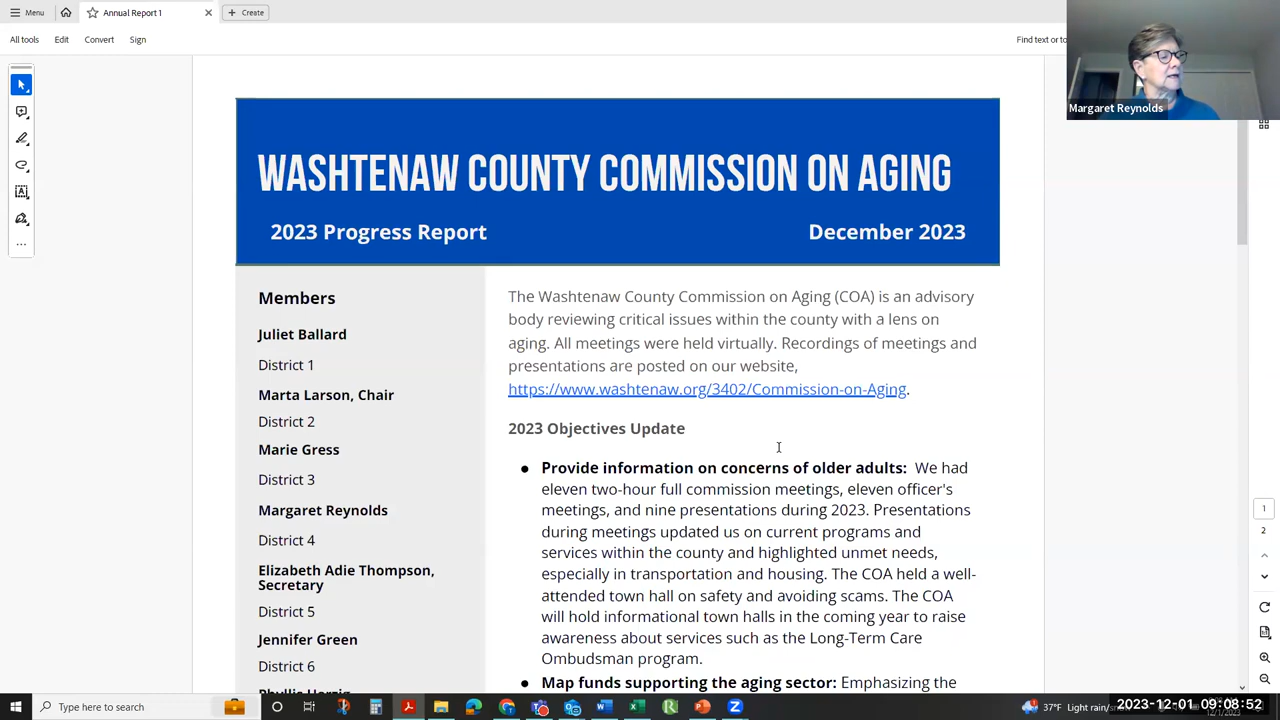 Menu
Annual Report 1
Create
All tools
Edit
Convert
Sign
Find text or to
Margaret Reynolds
WASHTENAW COUNTY COMMISSION ON AGING
2023 Progress Report
December 2023
Members
Juliet Ballard
District 1
Marta Larson, Chair
District 2
Marie Gress
District 3
Margaret Reynolds
District 4
Elizabeth Adie Thompson,
Secretary
District 5
Jennifer Green
District 6
Phyllis Herzig
The Washtenaw County Commission on Aging (COA) is an advisory
body reviewing critical issues within the county with a lens on
aging. All meetings were held virtually. Recordings of meetings and
presentations are posted on our website,
https://www.washtenaw.org/3402/Commission-on-Aging.
2023 Objectives Update
● Provide information on concerns of older adults: We had
eleven two-hour full commission meetings, eleven officer's
meetings, and nine presentations during 2023. Presentations
during meetings updated us on current programs and
services within the county and highlighted unmet needs,
especially in transportation and housing. The COA held a well-
attended town hall on safety and avoiding scams. The COA
will hold informational town halls in the coming year to raise
awareness about services such as the Long-Term Care
Ombudsman program.
● Map funds supporting the aging sector: Emphasizing the
1
2
Type here to search
37°F Light rain
2023-12-01 09:08:52